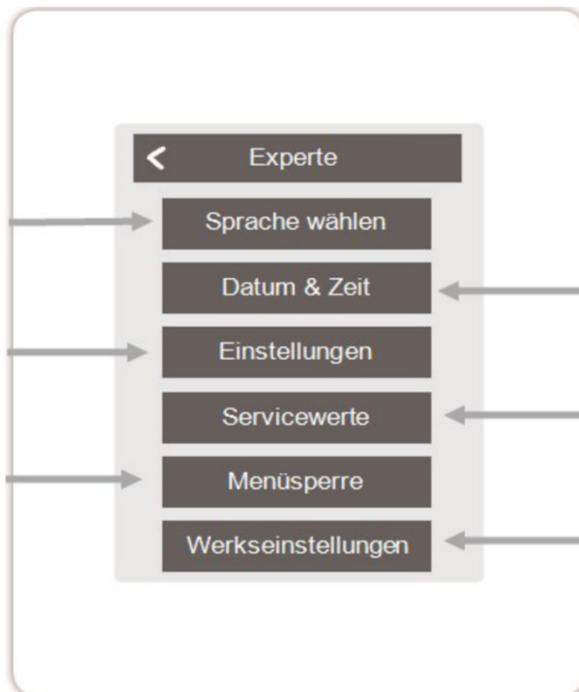 Experte
Sprache wählen
Datum & Zeit
Einstellungen
Servicewerte
Menüsperre
Werkseinstellungen